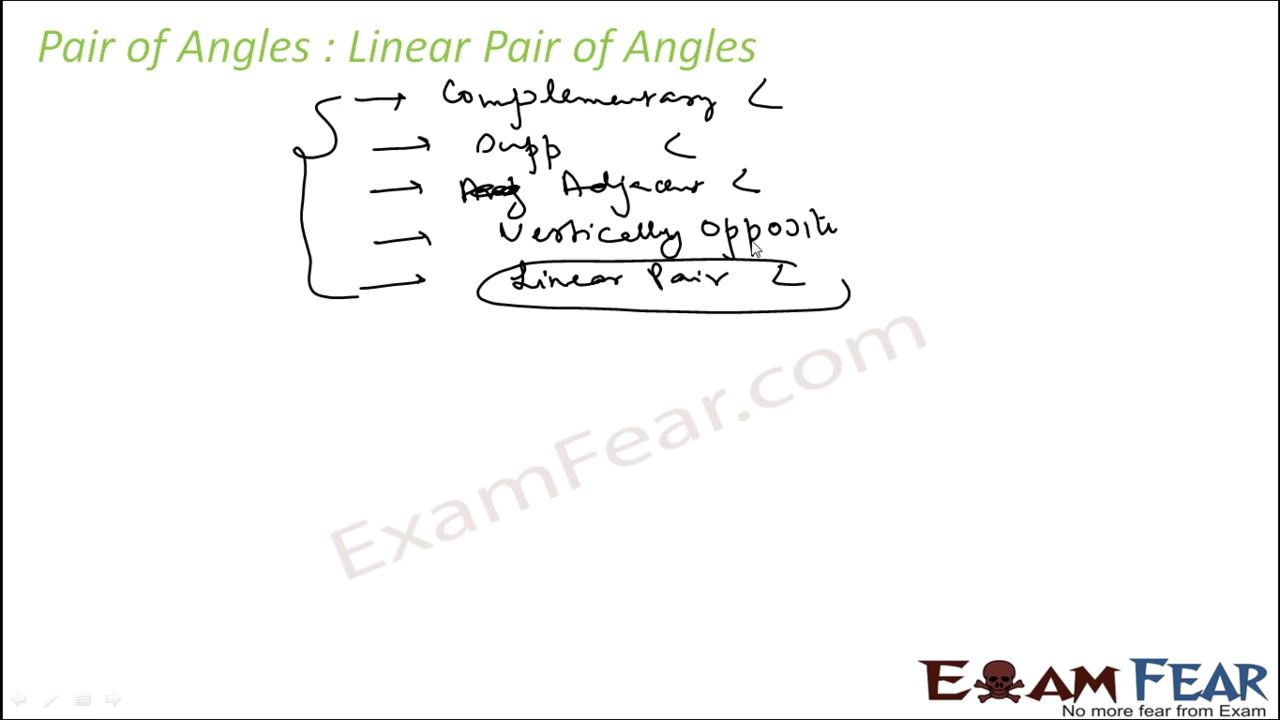 Pair of Angles : Linear Pair of Angles
→ Complementary ∠
→ Supp ∠
→ Adjacent ∠
→ Vertically opposite
→ Linear Pair ∠
ExamFear.com
EXAM FEAR
No more fear from Exam